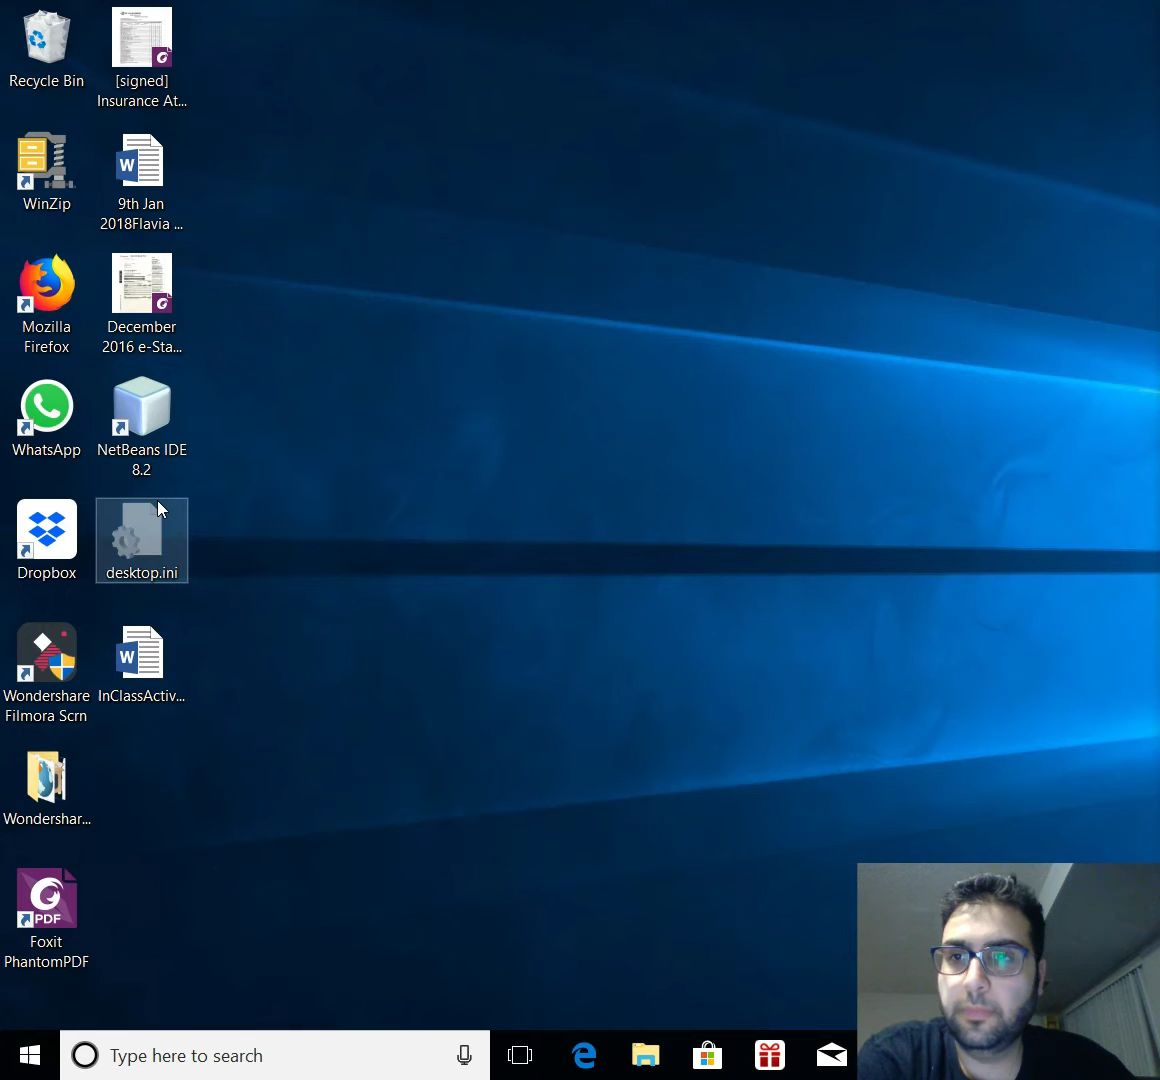 Recycle Bin
[signed]
Insurance At...
WinZip
9th Jan
2018Flavia ...
Mozilla
Firefox
December
2016 e-Sta...
WhatsApp
NetBeans IDE
8.2
Dropbox
desktop.ini
Wondershare
Filmora Scrn
InClassActiv...
Wondershar...
PDF
Foxit
PhantomPDF
Type here to search